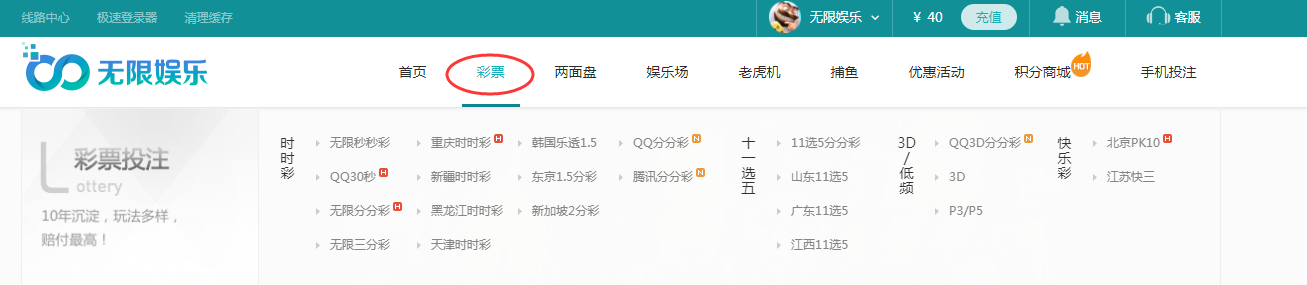 线路中心 极速登录器 清理缓存 无限娱乐 ¥ 40 充值 消息 客服
无限娱乐 首页 彩票 两面盘 娱乐场 老虎机 捕鱼 优惠活动 积分商城 HOT 手机投注
彩票投注
Lottery
10年沉淀，玩法多样，
赔付最高！
时时彩
无限秒秒彩 重庆时时彩 H 韩国乐透1.5 QQ分分彩 N
QQ30秒 H 新疆时时彩 东京1.5分彩 腾讯分分彩 N
无限分分彩 H 黑龙江时时彩 新加坡2分彩
无限三分彩 天津时时彩
十一选五
11选5分分彩
山东11选5
广东11选5
江西11选5
3D/低频
QQ3D分分彩 N
3D
P3/P5
快乐彩
北京PK10 H
江苏快三